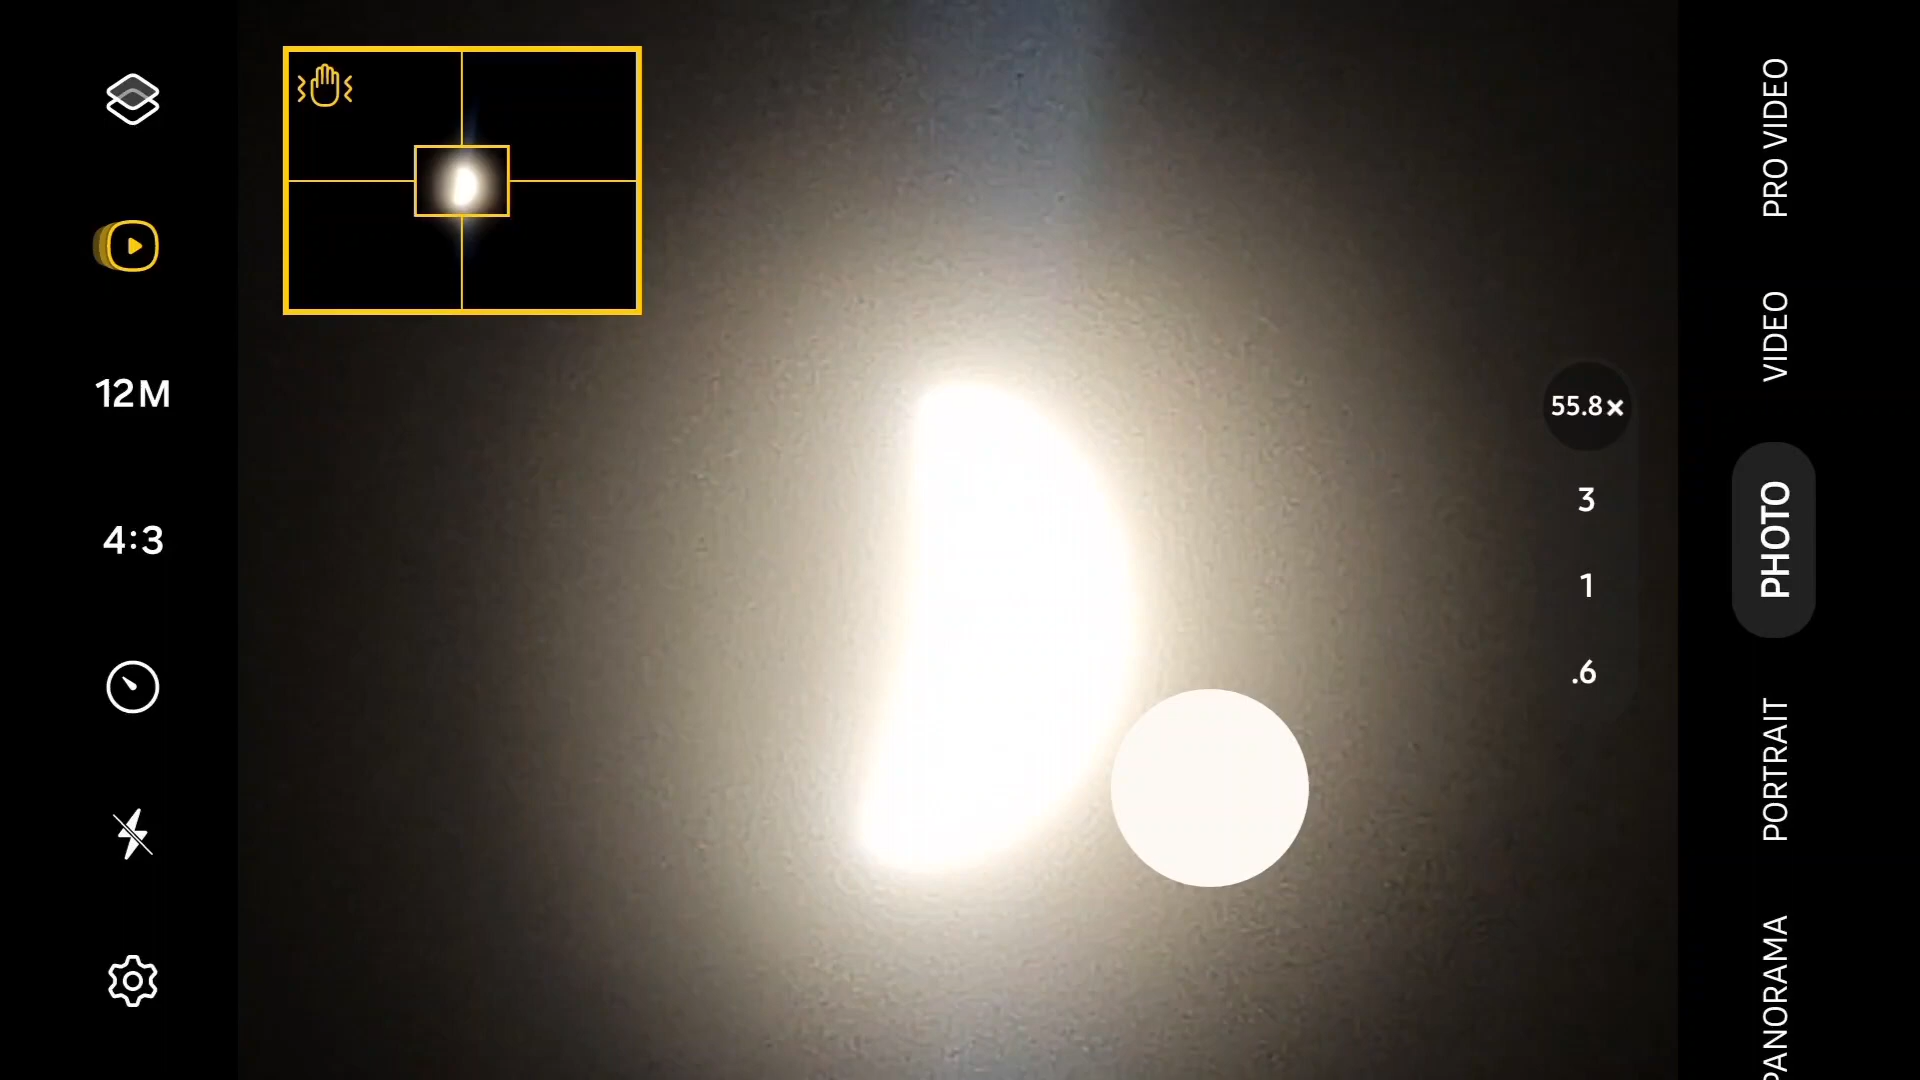 12M
4:3
55.8×
3
1
.6
PRO VIDEO
VIDEO
PHOTO
PORTRAIT
PANORAMA